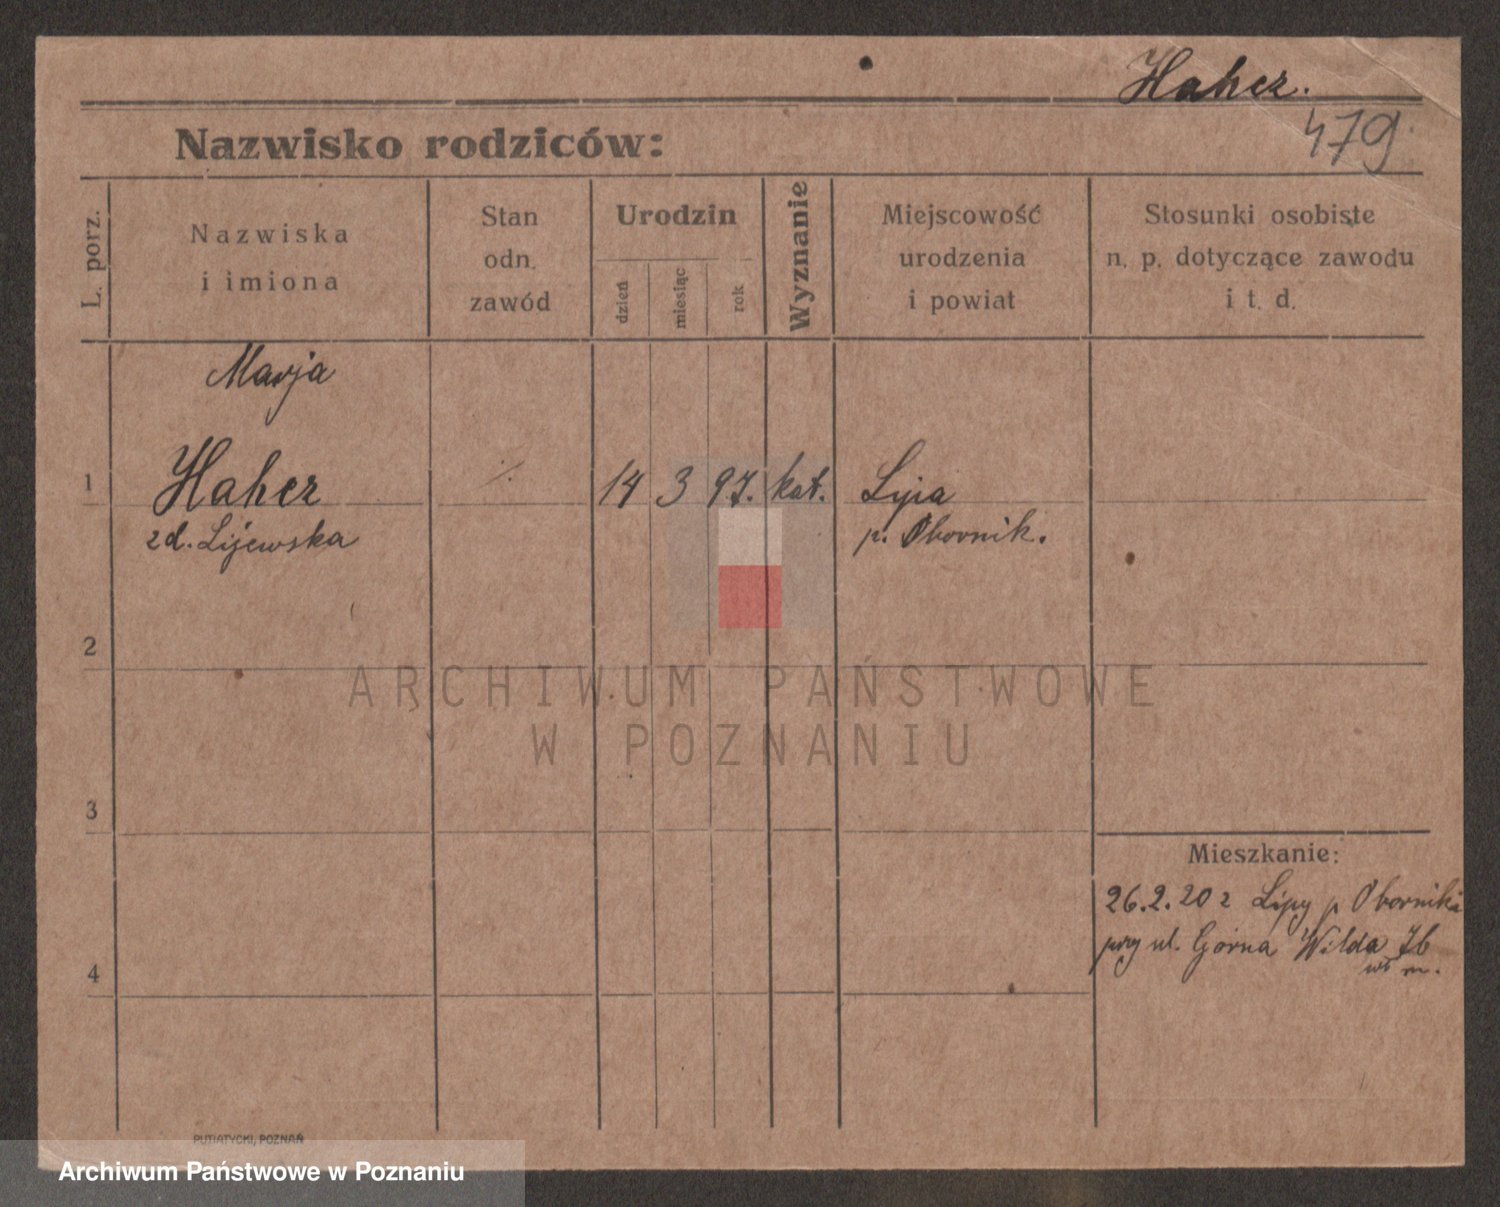 Haher.
Nazwisko rodziców:
479
L. porz.
Nazwiska
i imiona
Stan
odn.
zawód
Urodzin
dzień
miesiąc
rok
Wyznanie
Miejscowość
urodzenia
i powiat
Stosunki osobiste
n. p. dotyczące zawodu
i t. d.
Marja
1 Haher ·/. 14 3 97. kat. Lipa
zd. Lijewska p. Obornik.
2
ARCHIWUM PAŃSTWOWE
W POZNANIU
3
Mieszkanie:
26.2.20 z Lipy p Obornika
przy ul. Górna Wilda 76
4
PUTIATYCKI, POZNAŃ
Archiwum Państwowe w Poznaniu